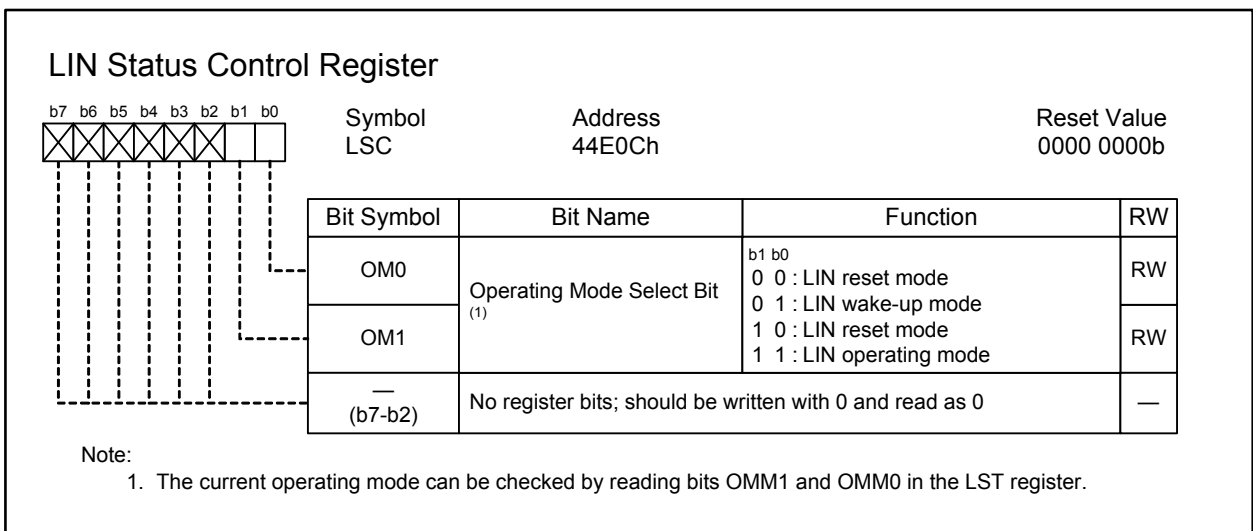 LIN Status Control Register
b7 b6 b5 b4 b3 b2 b1 b0
Symbol Address Reset Value
LSC 44E0Ch 0000 0000b
Bit Symbol Bit Name Function RW
OM0 Operating Mode Select Bit (1) RW
OM1 RW
b1 b0
0 0 : LIN reset mode
0 1 : LIN wake-up mode
1 0 : LIN reset mode
1 1 : LIN operating mode
— (b7-b2) No register bits; should be written with 0 and read as 0 —
Note:
1. The current operating mode can be checked by reading bits OMM1 and OMM0 in the LST register.